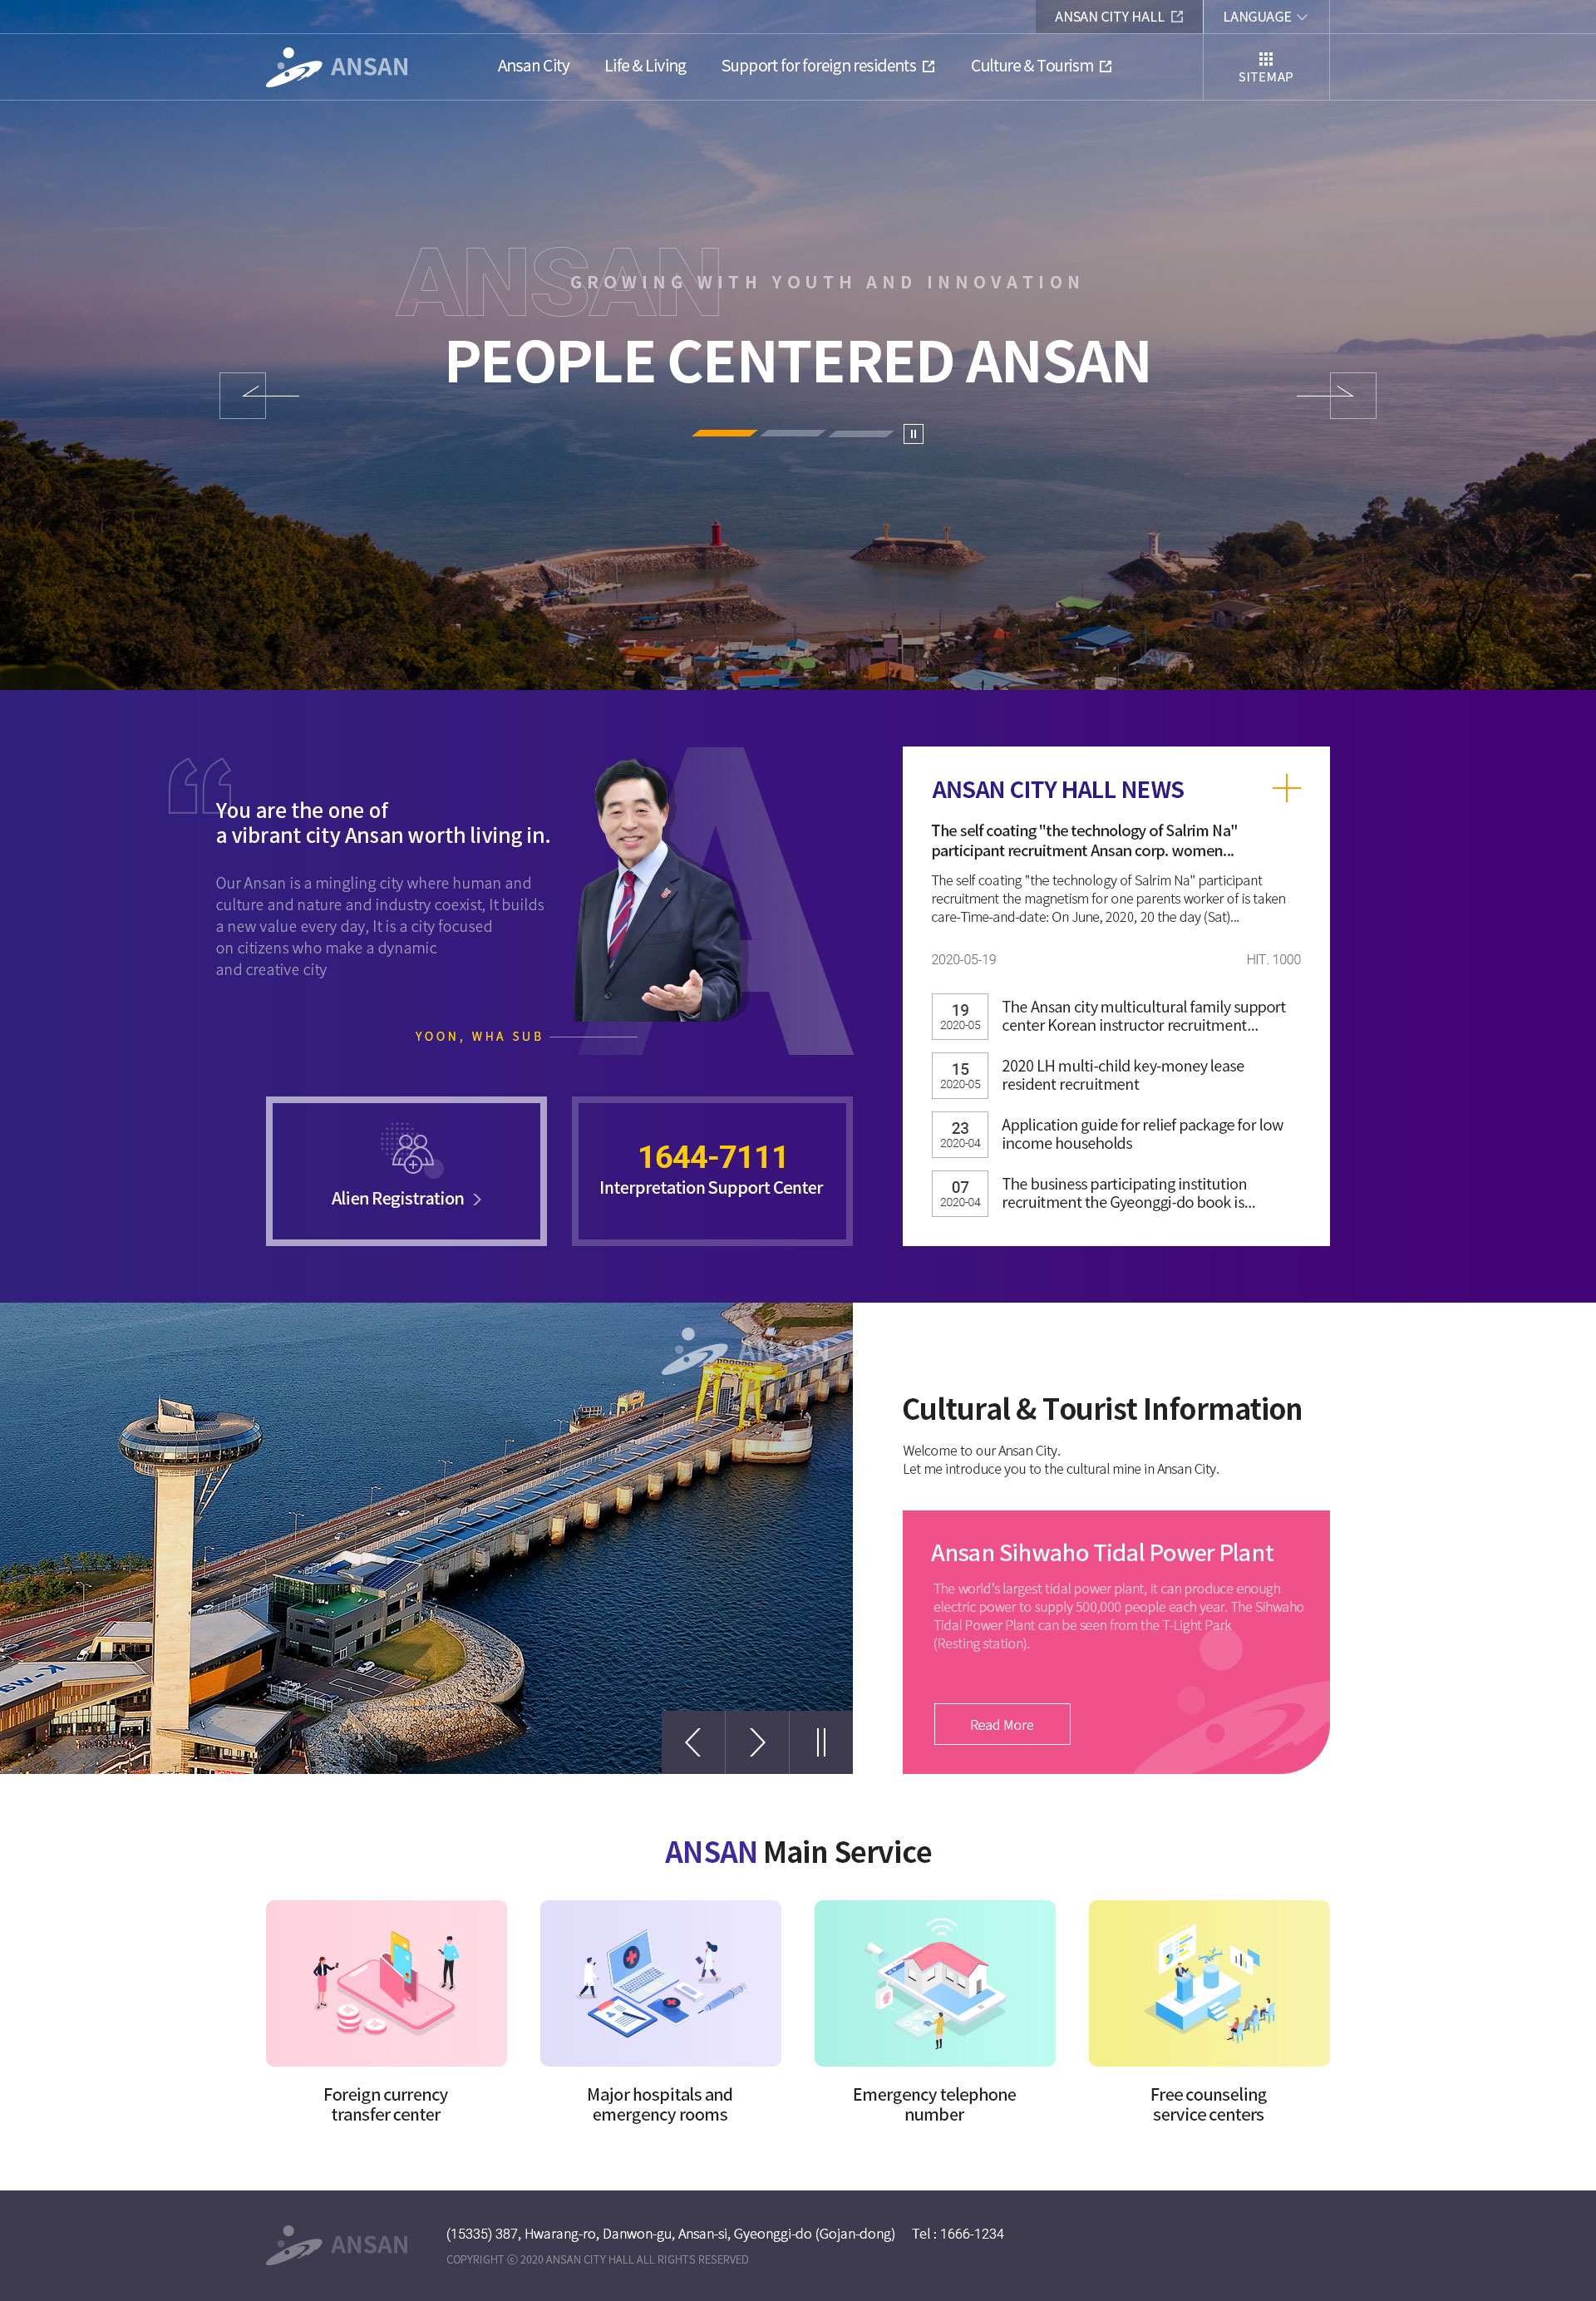 ANSAN CITY HALL
LANGUAGE
ANSAN
Ansan City
Life & Living
Support for foreign residents
Culture & Tourism
SITEMAP
ANSAN
GROWING WITH YOUTH AND INNOVATION
PEOPLE CENTERED ANSAN
You are the one of
a vibrant city Ansan worth living in.
Our Ansan is a mingling city where human and
culture and nature and industry coexist, It builds
a new value every day, It is a city focused
on citizens who make a dynamic
and creative city
YOON, WHA SUB
A
Alien Registration
1644-7111
Interpretation Support Center
ANSAN CITY HALL NEWS
The self coating "the technology of Salrim Na"
participant recruitment Ansan corp. women...
The self coating "the technology of Salrim Na" participant
recruitment the magnetism for one parents worker of is taken
care-Time-and-date: On June, 2020, 20 the day (Sat)...
2020-05-19
HIT. 1000
19
2020-05
The Ansan city multicultural family support
center Korean instructor recruitment...
15
2020-05
2020 LH multi-child key-money lease
resident recruitment
23
2020-04
Application guide for relief package for low
income households
07
2020-04
The business participating institution
recruitment the Gyeonggi-do book is...
ANSAN
K-wa
Cultural & Tourist Information
Welcome to our Ansan City.
Let me introduce you to the cultural mine in Ansan City.
Ansan Sihwaho Tidal Power Plant
The world's largest tidal power plant, it can produce enough
electric power to supply 500,000 people each year. The Sihwaho
Tidal Power Plant can be seen from the T-Light Park
(Resting station).
Read More
ANSAN Main Service
Foreign currency
transfer center
Major hospitals and
emergency rooms
Emergency telephone
number
Free counseling
service centers
ANSAN
(15335) 387, Hwarang-ro, Danwon-gu, Ansan-si, Gyeonggi-do (Gojan-dong)
Tel : 1666-1234
COPYRIGHT ⓒ 2020 ANSAN CITY HALL ALL RIGHTS RESERVED